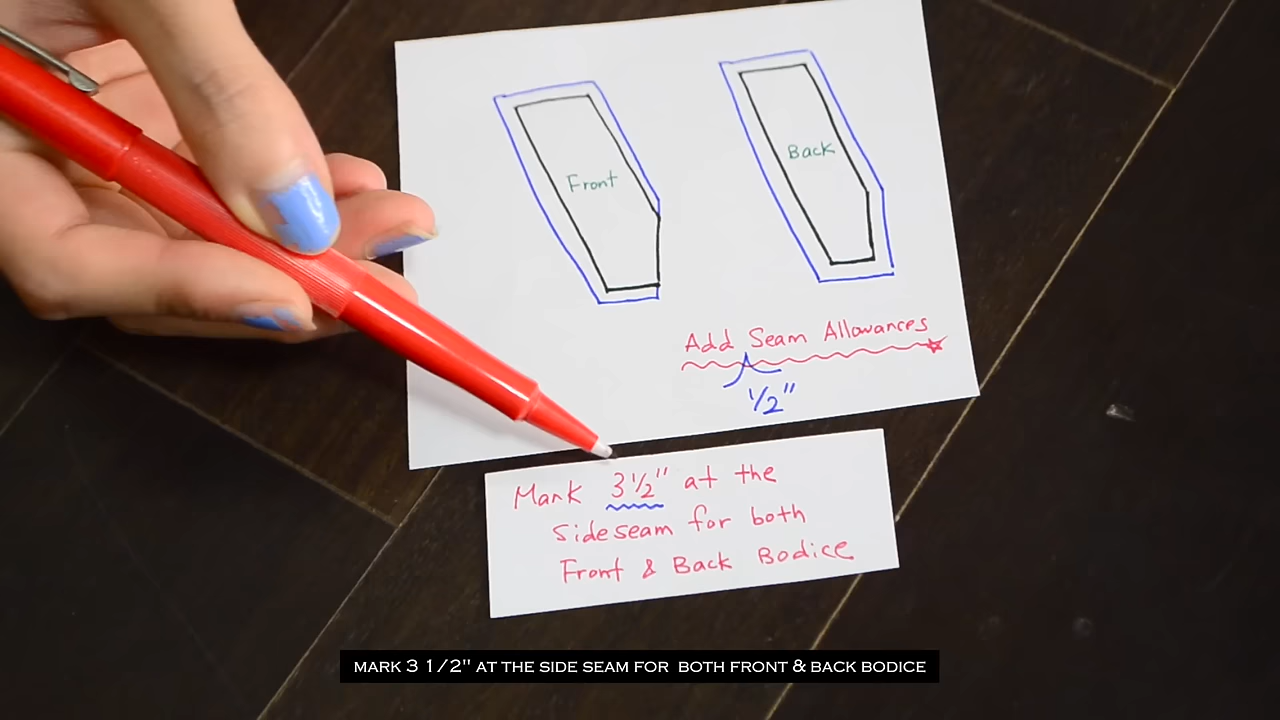 Front
Back
Add Seam Allowances
1/2"
Mark 3 1/2" at the
sideseam for both
Front & Back Bodice
MARK 3 1/2" AT THE SIDE SEAM FOR BOTH FRONT & BACK BODICE